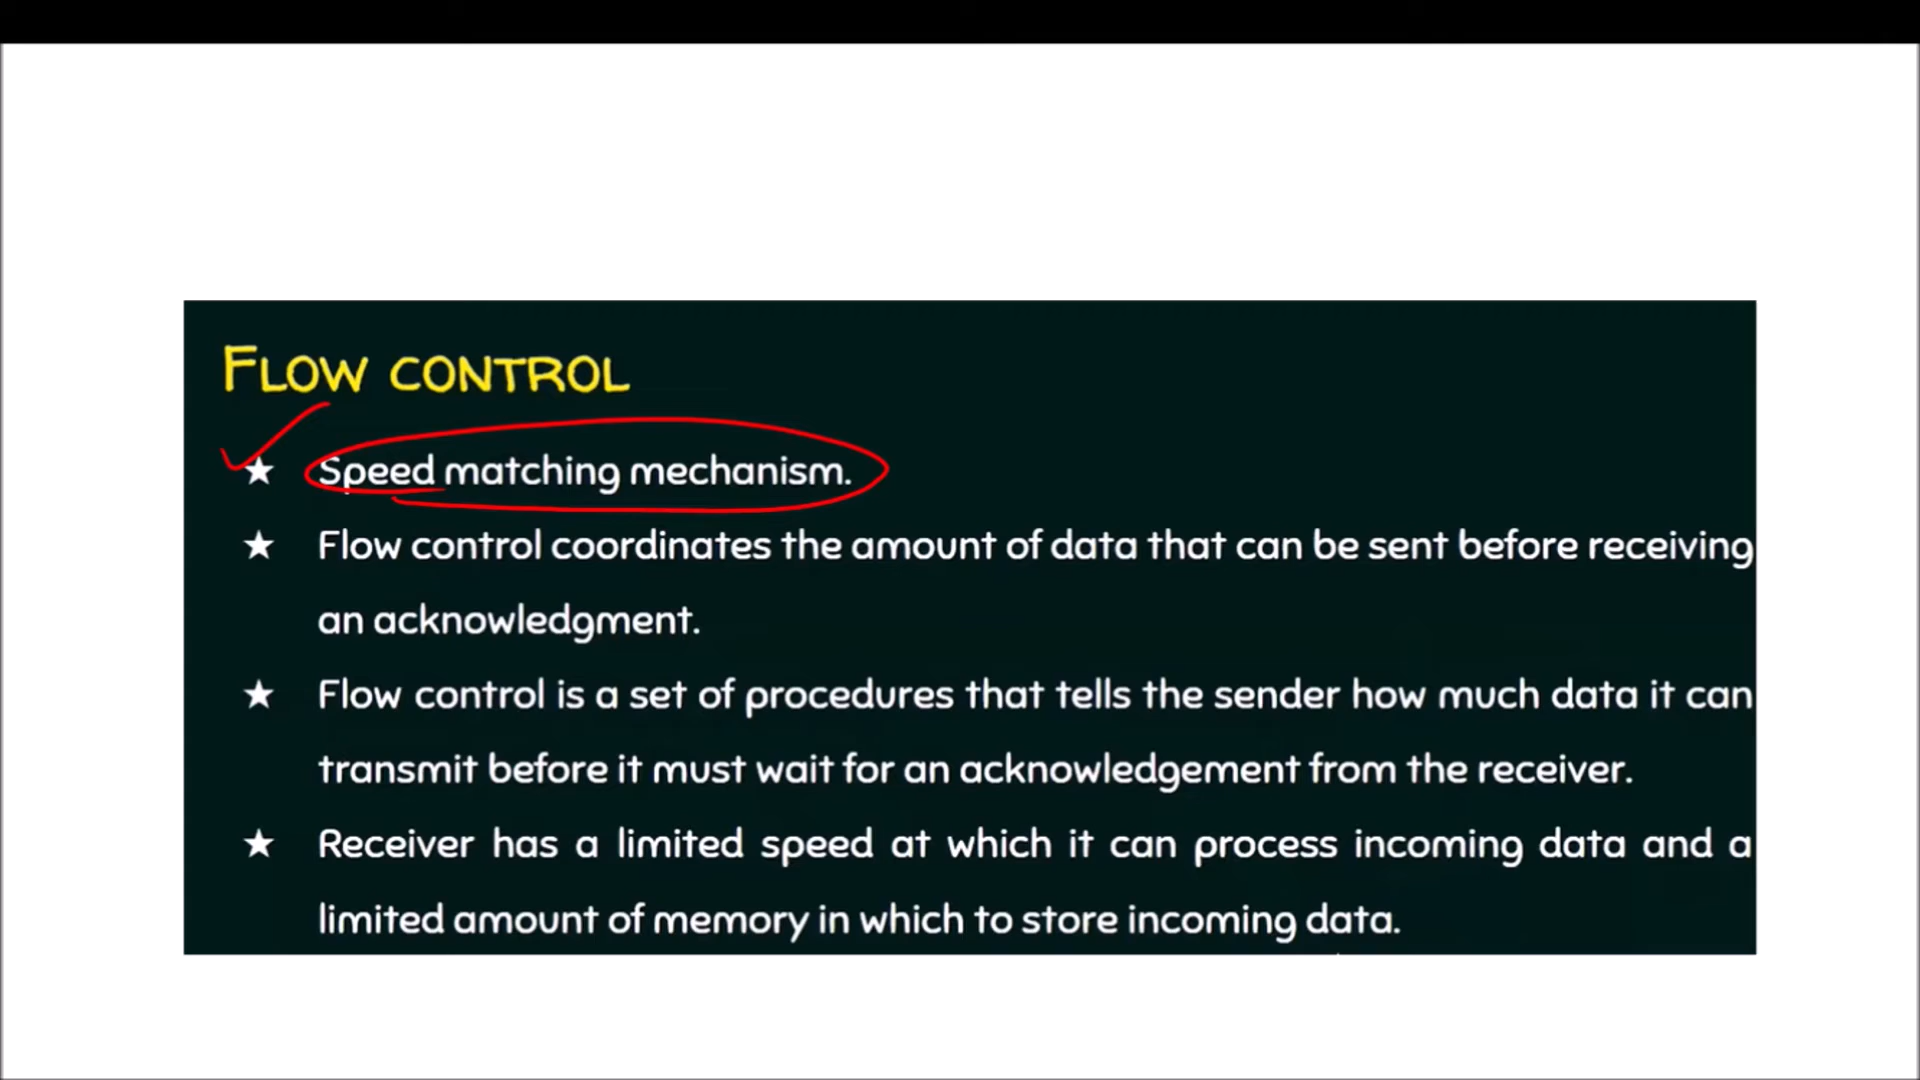 FLOW CONTROL
★ Speed matching mechanism.
★ Flow control coordinates the amount of data that can be sent before receiving
an acknowledgment.
★ Flow control is a set of procedures that tells the sender how much data it can
transmit before it must wait for an acknowledgement from the receiver.
★ Receiver has a limited speed at which it can process incoming data and a
limited amount of memory in which to store incoming data.